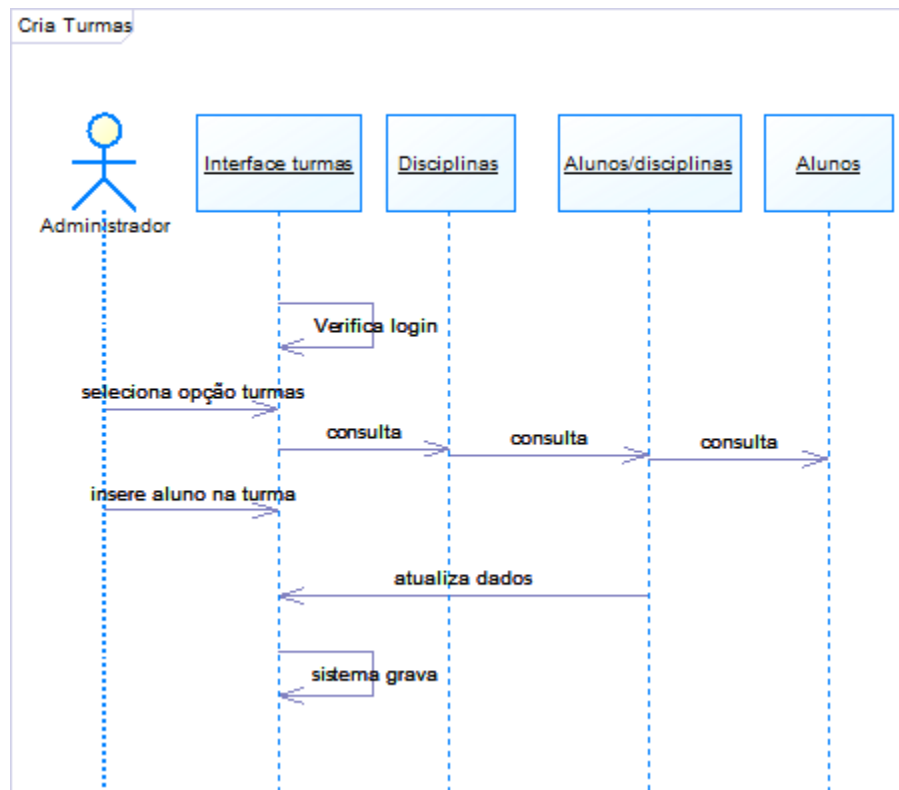 Cria Turmas
Interface turmas
Disciplinas
Alunos/disciplinas
Alunos
Administrador
Verifica login
seleciona opção turmas
consulta
consulta
consulta
insere aluno na turma
atualiza dados
sistema grava